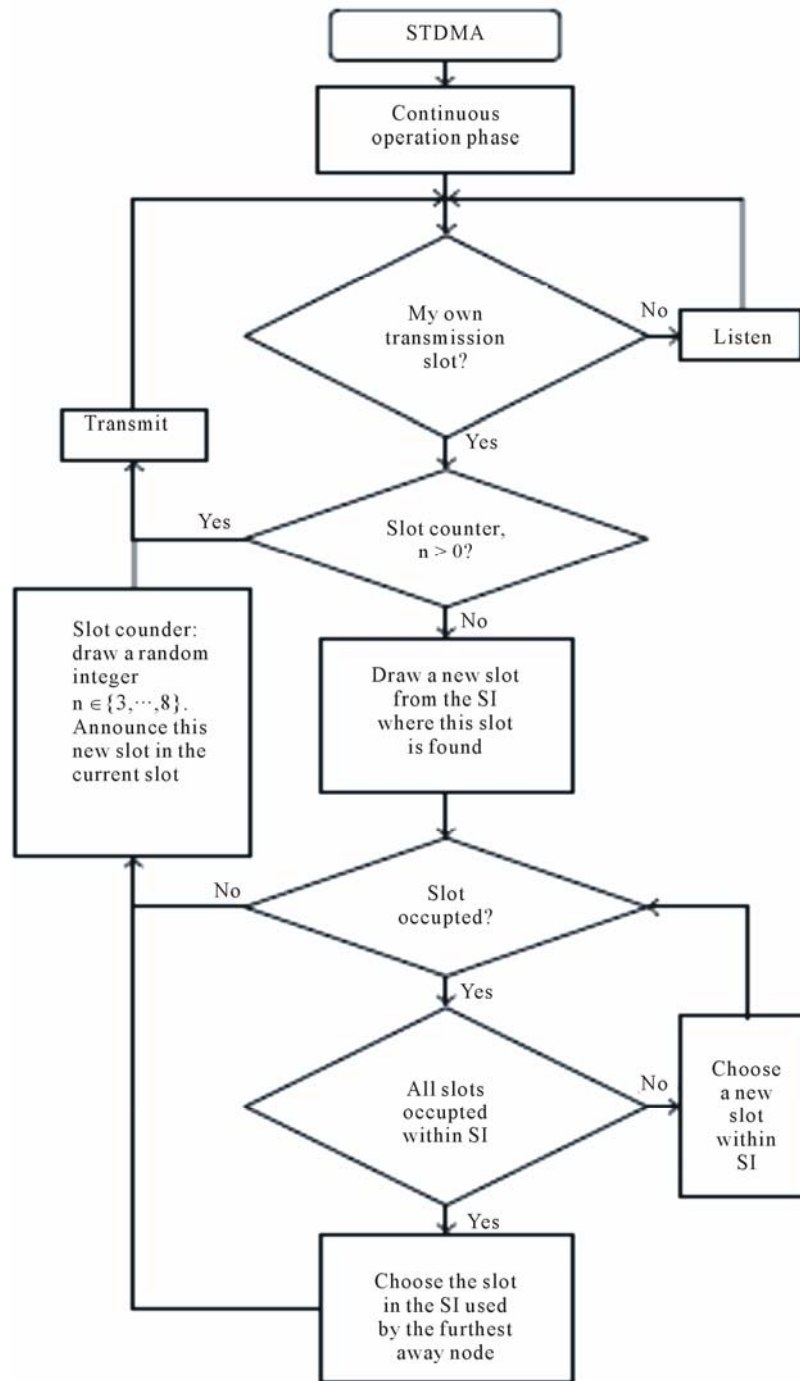 STDMA
Continuous
operation phase
My own
transmission
slot?
No
Listen
Transmit
Yes
Yes
Slot counter,
n > 0?
No
Slot counder:
draw a random
integer
n ∈ {3,⋯,8}.
Announce this
new slot in the
current slot
Draw a new slot
from the SI
where this slot
is found
No
Slot
occupied?
Yes
All slots
occupted
within SI
No
Choose
a new
slot
within
SI
Yes
Choose the slot
in the SI used
by the furthest
away node